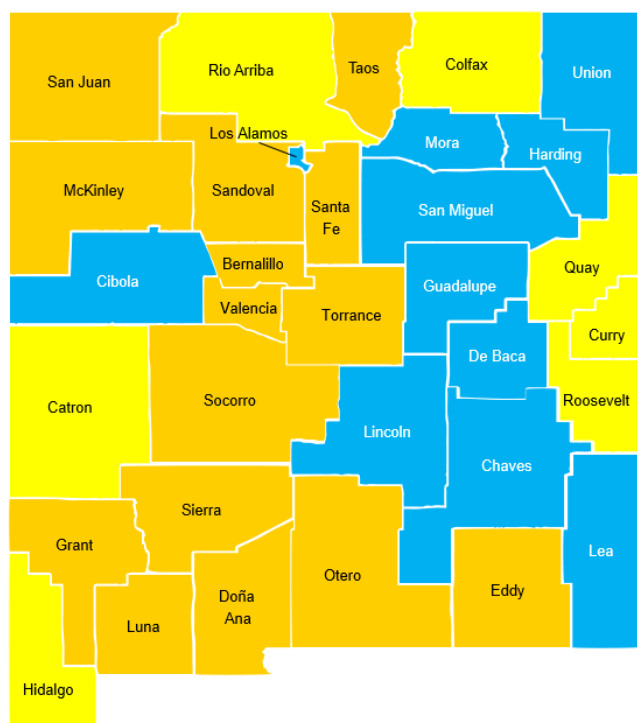 San Juan
Rio Arriba
Taos
Colfax
Union
Los Alamos
Mora
Harding
McKinley
Sandoval
Santa
Fe
San Miguel
Bernalillo
Quay
Cibola
Guadalupe
Valencia
Torrance
Curry
De Baca
Catron
Socorro
Roosevelt
Lincoln
Chaves
Sierra
Grant
Lea
Otero
Eddy
Doña
Ana
Luna
Hidalgo